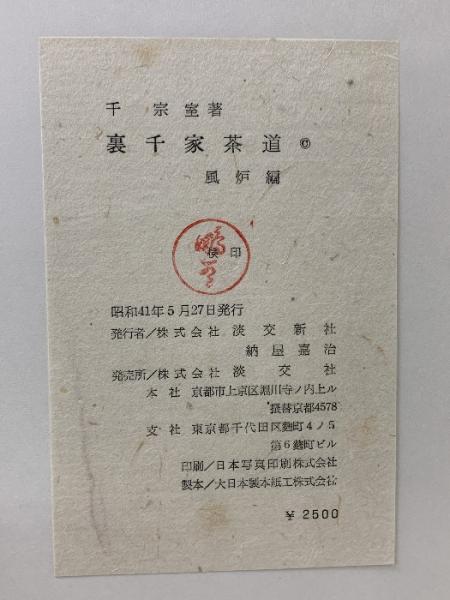 千宗室著
裏千家茶道 ©
風炉編
検印
昭和41年5月27日発行
発行者/株式会社 淡交新社
納屋嘉治
発売所/株式会社 淡交社
本社 京都市上京区堀川寺ノ内上ル
振替京都4578
支社 東京都千代田区麴町4ノ5
第6麴町ビル
印刷/日本写真印刷株式会社
製本/大日本製本紙工株式会社
¥2500